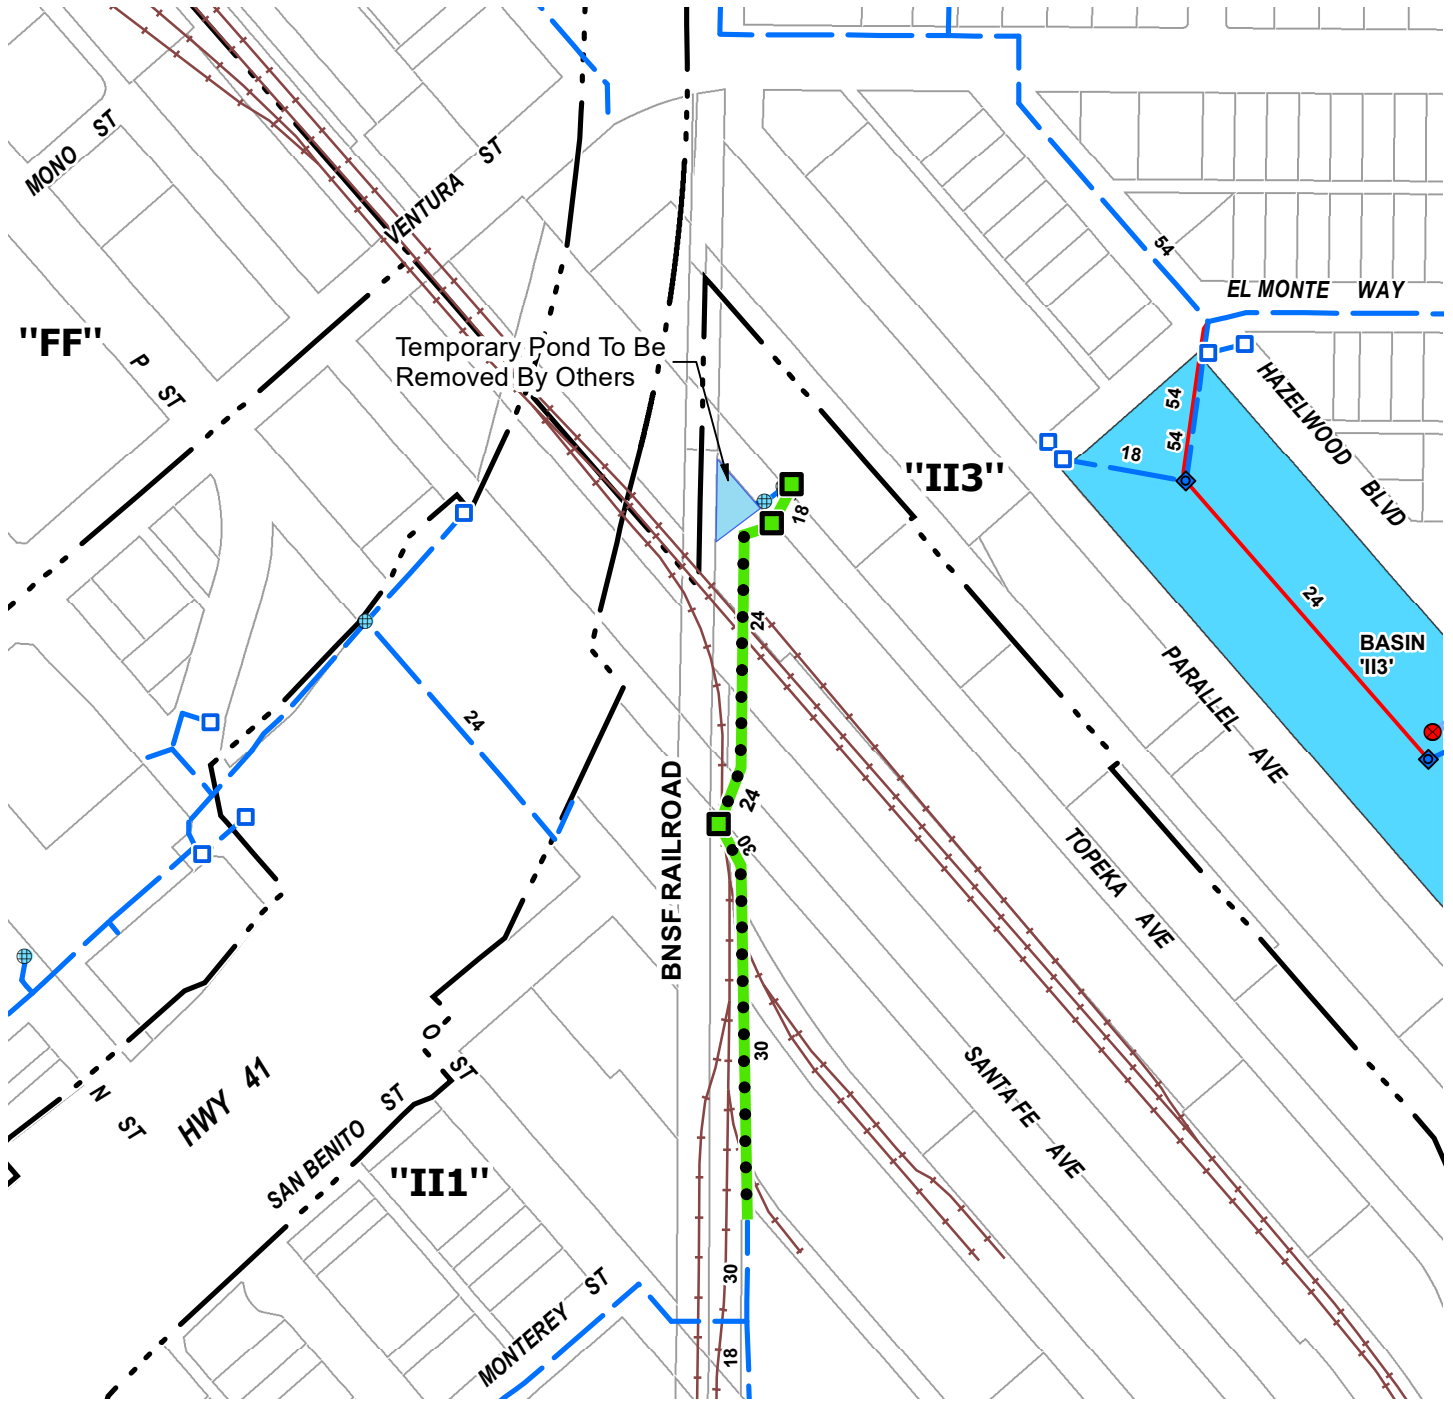 MONO ST
VENTURA ST
54
EL MONTE WAY
"FF"
P ST
Temporary Pond To Be
Removed By Others
HAZELWOOD BLVD
54
54
18
"II3"
18
24
24
BASIN
'II3'
PARALLEL AVE
24
BNSF RAILROAD
24
30
TOPEKA AVE
O ST
30
N ST
HWY 41
SAN BENITO ST
SANTA FE AVE
"II1"
30
MONTEREY ST
18